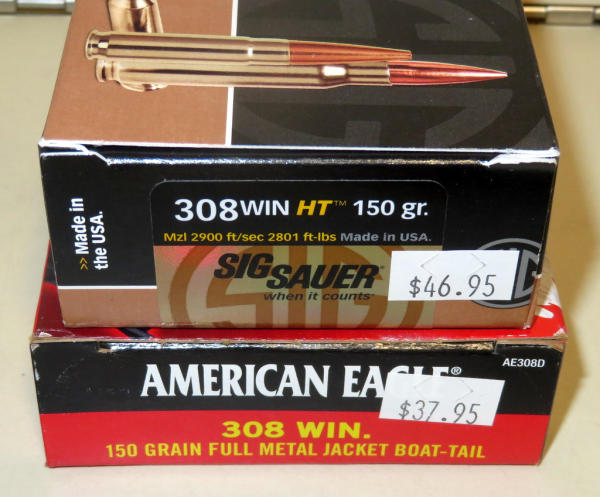 308 WIN HT™ 150 gr.
Mzl 2900 ft/sec 2801 ft-lbs Made in USA.
>> Made in
the USA.
SIG SAUER
when it counts
$46.95
AE308D
AMERICAN EAGLE®
$37.95
308 WIN.
150 GRAIN FULL METAL JACKET BOAT-TAIL